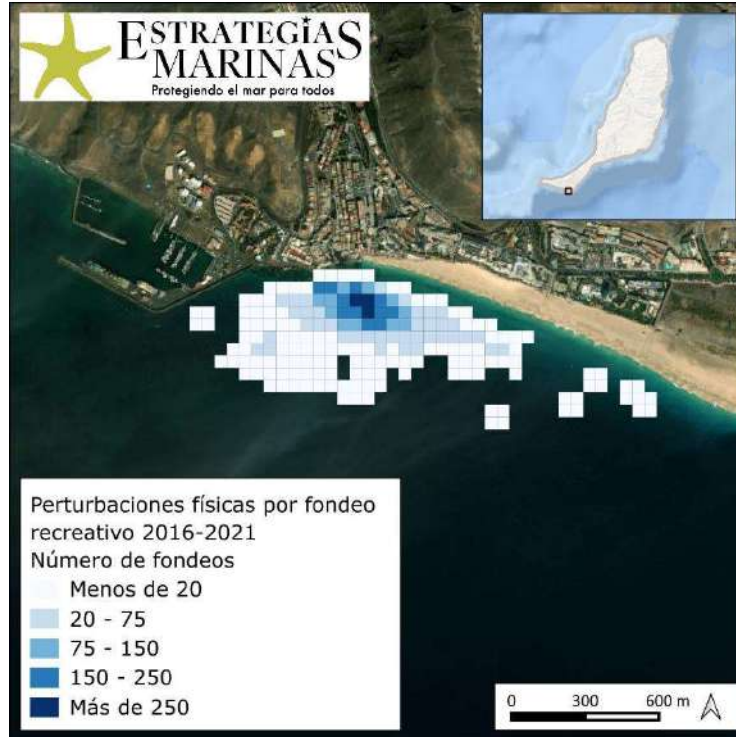 ESTRATEGIAS
MARINAS
Protegiendo el mar para todos
Perturbaciones físicas por fondeo
recreativo 2016-2021
Número de fondeos
Menos de 20
20 - 75
75 - 150
150 - 250
Más de 250
0 300 600 m